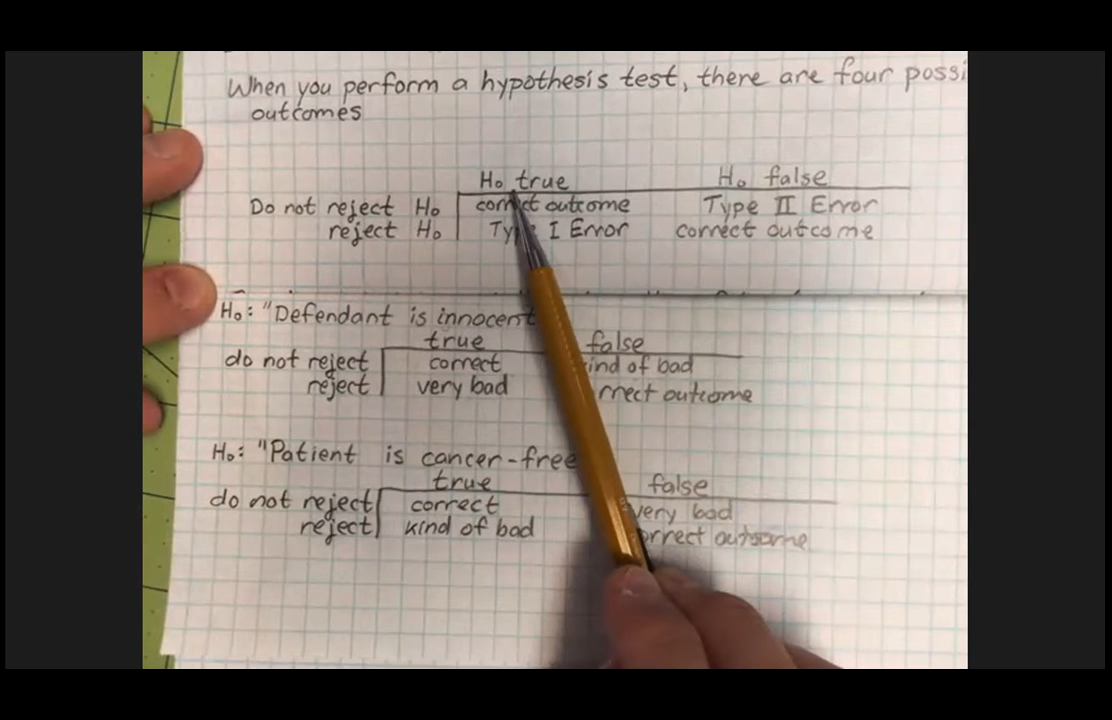 When you perform a hypothesis test, there are four possi
outcomes
H₀ true H₀ false
Do not reject H₀ correct outcome Type II Error
reject H₀ Type I Error correct outcome
H₀: "Defendant is innocent
true false
do not reject correct kind of bad
reject very bad correct outcome
H₀: "Patient is cancer-free
true false
do not reject correct very bad
reject kind of bad correct outcome